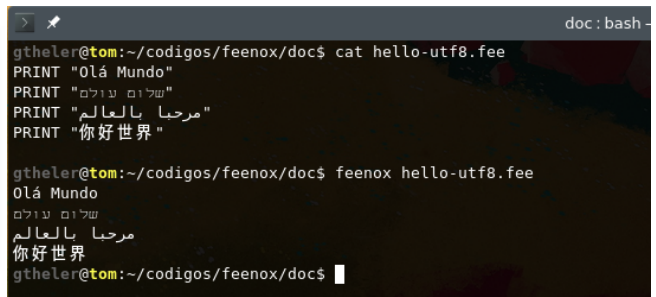 doc : bash –
gtheler@tom:~/codigos/feenox/doc$ cat hello-utf8.fee
PRINT "Olá Mundo"
PRINT "שלום עולם"
PRINT "مرحبا بالعالم"
PRINT "你好世界"
gtheler@tom:~/codigos/feenox/doc$ feenox hello-utf8.fee
Olá Mundo
שלום עולם
مرحبا بالعالم
你好世界
gtheler@tom:~/codigos/feenox/doc$